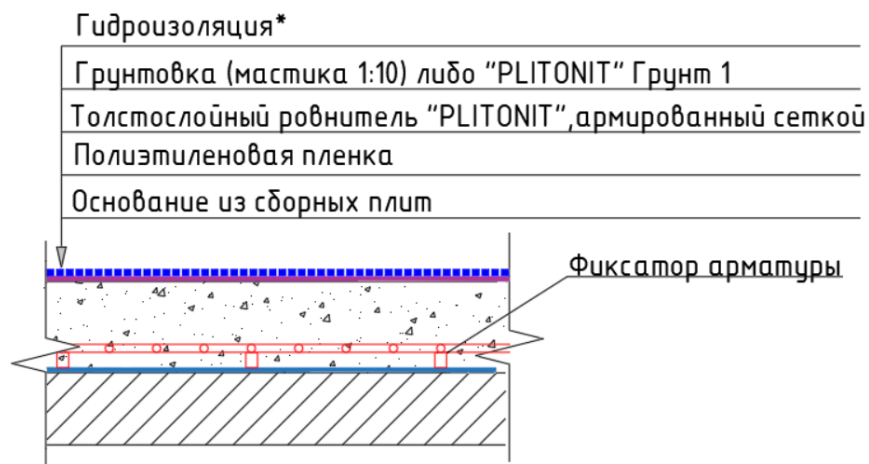 Гидроизоляция*
Грунтовка (мастика 1:10) либо "PLITONIT" Грунт 1
Толстослойный ровнитель "PLITONIT",армированный сеткой
Полиэтиленовая пленка
Основание из сборных плит
Фиксатор арматуры